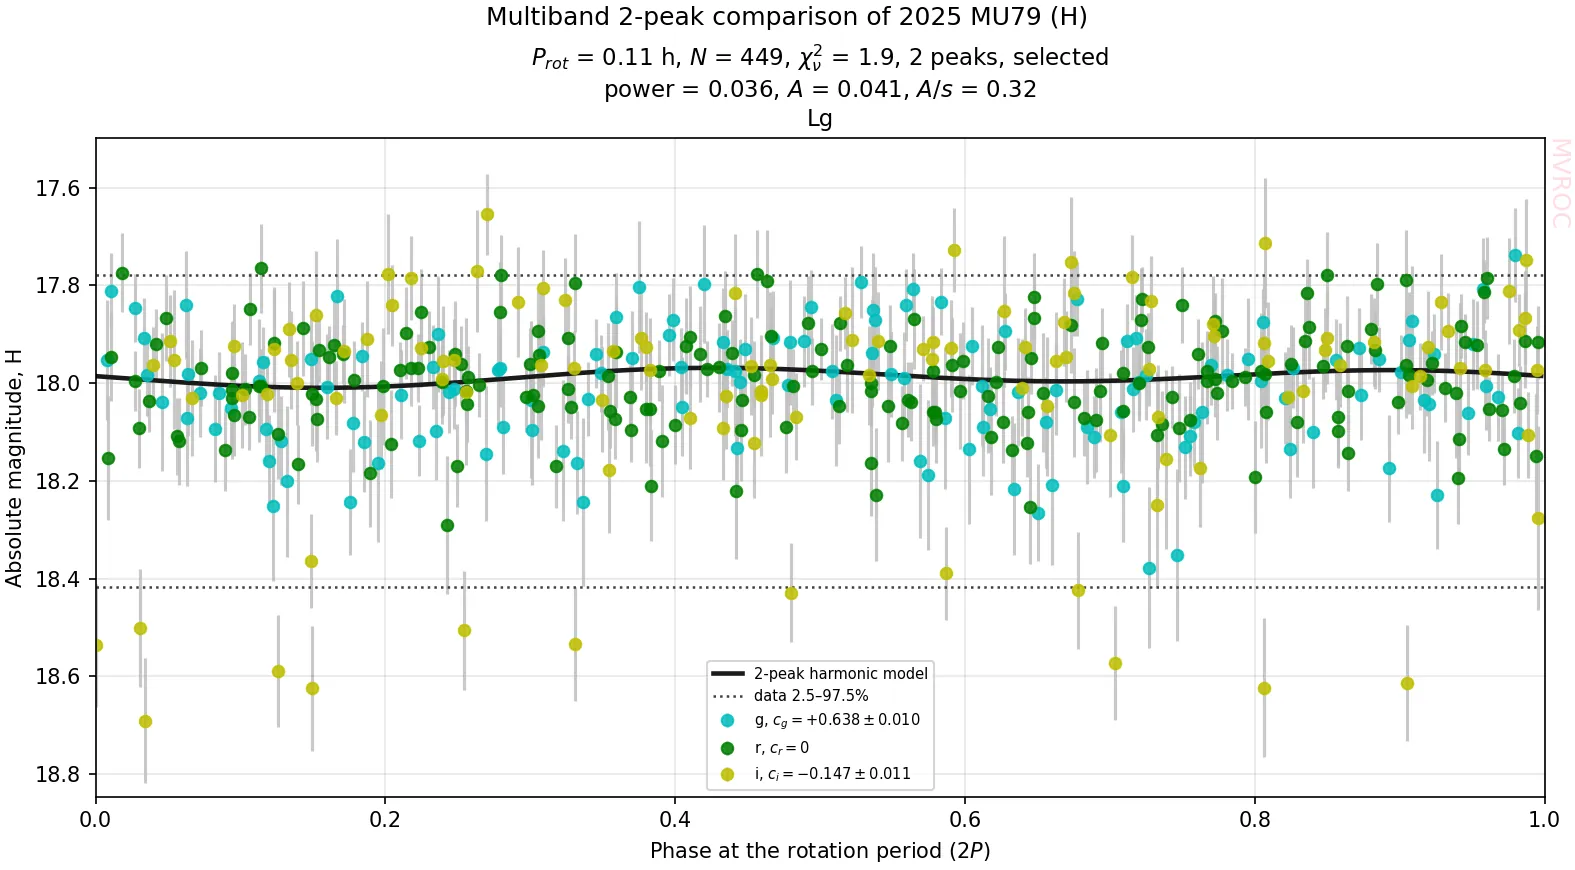 Multiband 2-peak comparison of 2025 MU79 (H)
P_rot = 0.11 h, N = 449, χ²_ν = 1.9, 2 peaks, selected
power = 0.036, A = 0.041, A/s = 0.32
Lg
MVROC
Absolute magnitude, H
17.6
17.8
18.0
18.2
18.4
18.6
18.8
2-peak harmonic model
data 2.5–97.5%
g, c_g = +0.638 ± 0.010
r, c_r = 0
i, c_i = −0.147 ± 0.011
0.0 0.2 0.4 0.6 0.8 1.0
Phase at the rotation period (2P)